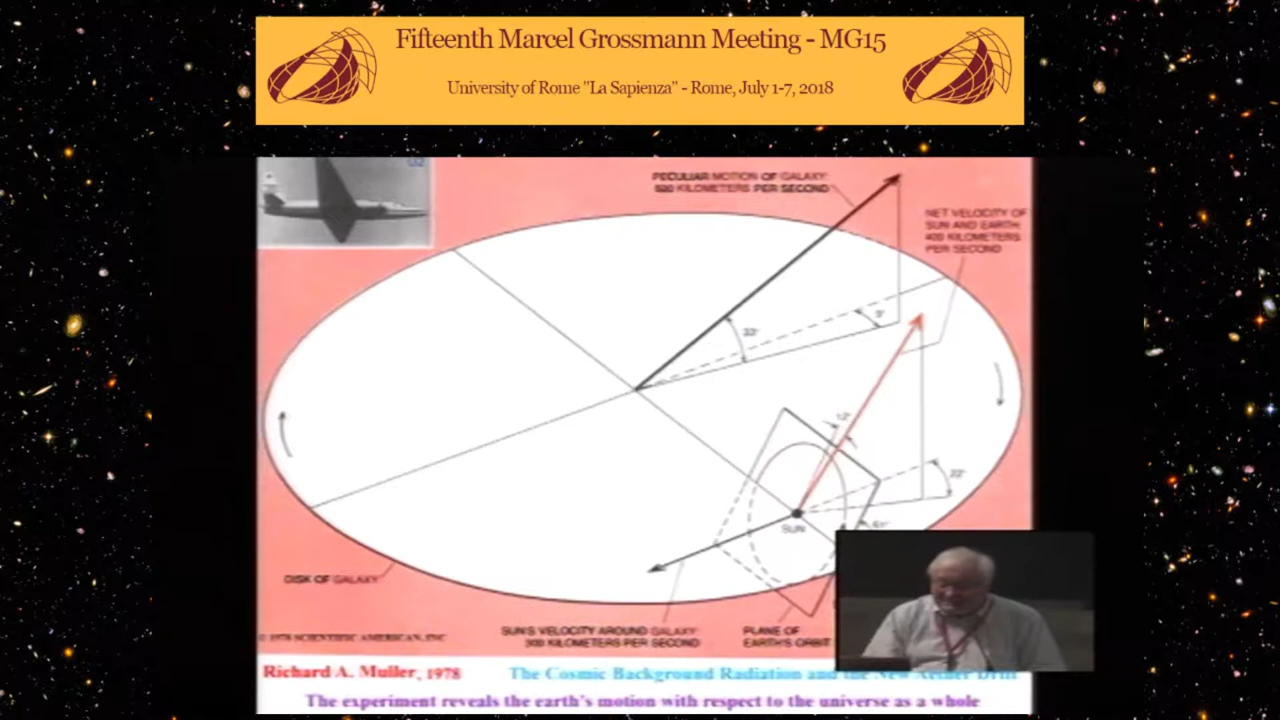 Fifteenth Marcel Grossmann Meeting - MG15
University of Rome "La Sapienza" - Rome, July 1-7, 2018
U2
PECULIAR MOTION OF GALAXY:
600 KILOMETERS PER SECOND
NET VELOCITY OF
SUN AND EARTH:
400 KILOMETERS
PER SECOND
33°
SUN
DISK OF GALAXY
© 1978 SCIENTIFIC AMERICAN, INC
SUN'S VELOCITY AROUND GALAXY:
300 KILOMETERS PER SECOND
PLANE OF
EARTH'S ORBIT
Richard A. Muller, 1978
The Cosmic Background Radiation and the New Aether Drift
The experiment reveals the earth's motion with respect to the universe as a whole